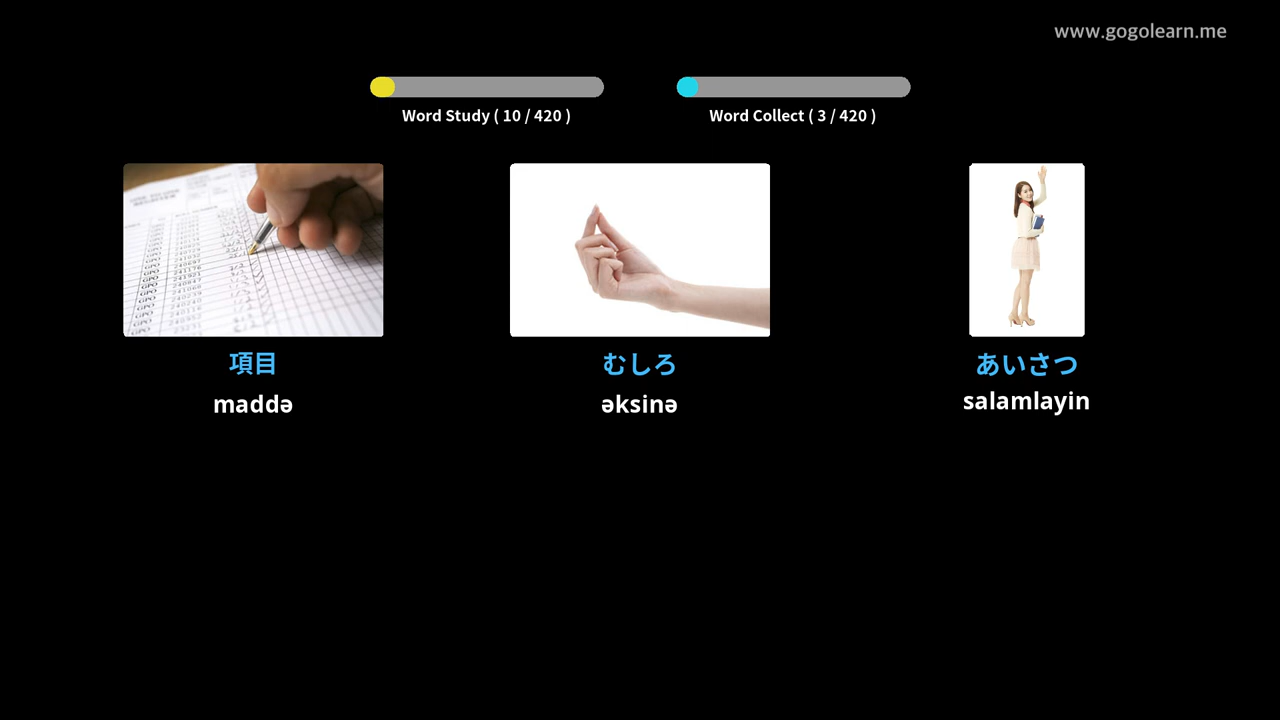 www.gogolearn.me
Word Study ( 10 / 420 )
Word Collect ( 3 / 420 )
項目
むしろ
あいさつ
maddə
əksinə
salamlayin